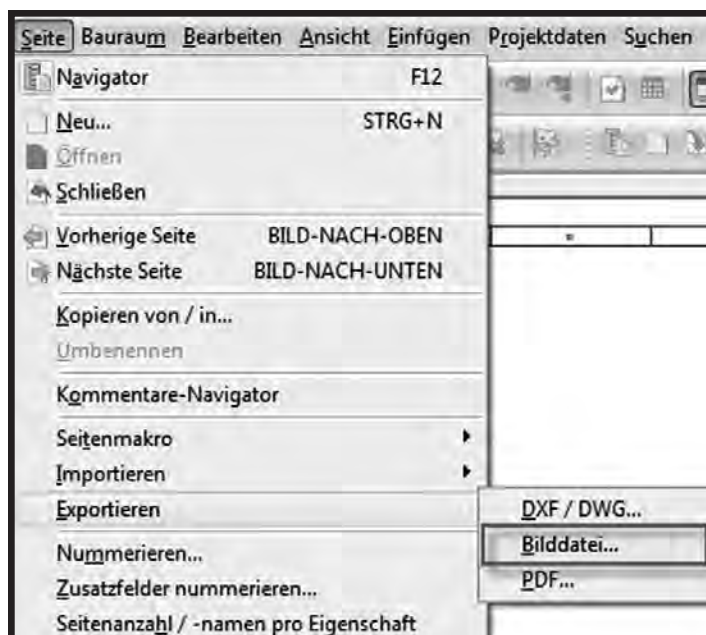 Seite Bauraum Bearbeiten Ansicht Einfügen Projektdaten Suchen
Navigator F12
Neu... STRG+N
Öffnen
Schließen
Vorherige Seite BILD-NACH-OBEN
Nächste Seite BILD-NACH-UNTEN
Kopieren von / in...
Umbenennen
Kommentare-Navigator
Seitenmakro
Importieren
Exportieren
DXF / DWG...
Bilddatei...
PDF...
Nummerieren...
Zusatzfelder nummerieren...
Seitenanzahl / -namen pro Eigenschaft